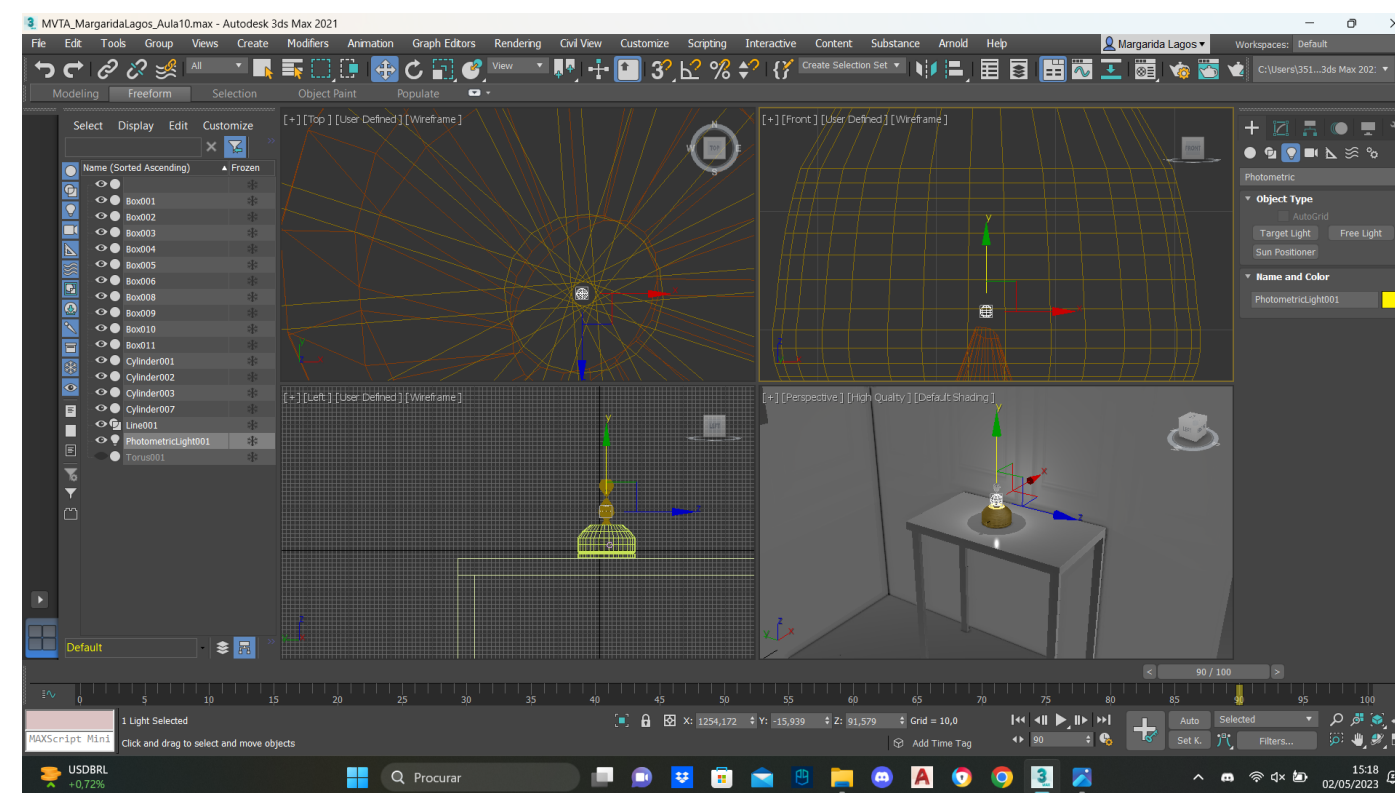 MVTA_MargaridaLagos_Aula10.max - Autodesk 3ds Max 2021
File Edit Tools Group Views Create Modifiers Animation Graph Editors Rendering Civil View Customize Scripting Interactive Content Substance Arnold Help Margarida Lagos Workspaces: Default
All View Create Selection Set C:\Users\351...3ds Max 202:
Modeling Freeform Selection Object Paint Populate
Select Display Edit Customize
Name (Sorted Ascending) Frozen
Box001
Box002
Box003
Box004
Box005
Box006
Box008
Box009
Box010
Box011
Cylinder001
Cylinder002
Cylinder003
Cylinder007
Line001
PhotometricLight001
Torus001
Default
[+] [Top ] [User Defined ] [Wireframe ]
N
W TOP E
S
[+] [Front ] [User Defined ] [Wireframe ]
FRONT
y
[+] [Left ] [User Defined ] [Wireframe ]
LEFT
y
z
[+] [Perspective ] [High Quality ] [Default Shading ]
y
x
z
z
y x
Photometric
Object Type
AutoGrid
Target Light Free Light
Sun Positioner
Name and Color
PhotometricLight001
90 / 100
0 5 10 15 20 25 30 35 40 45 50 55 60 65 70 75 80 85 90 95 100
1 Light Selected X: 1254,172 Y: -15,939 Z: 91,579 Grid = 10,0 Auto Selected
MAXScript Mini Click and drag to select and move objects Add Time Tag 90 Set K. Filters...
USDBRL
+0,72%
Procurar
15:18
02/05/2023